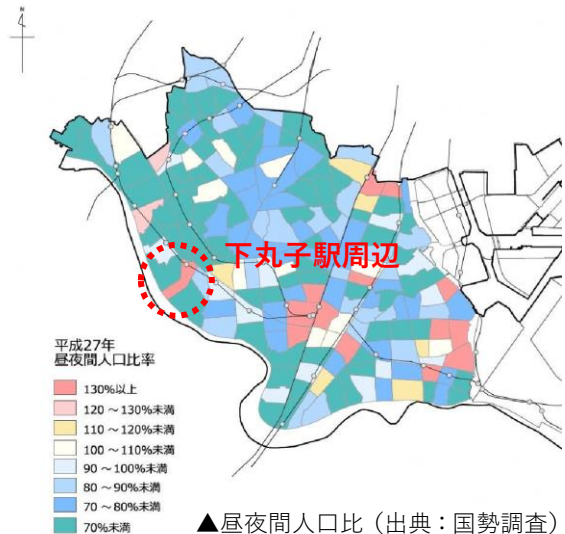 下丸子駅周辺
平成27年
昼夜間人口比率
130%以上
120 ~ 130%未満
110 ~ 120%未満
100 ~ 110%未満
90 ~ 100%未満
80 ~ 90%未満
70 ~ 80%未満
70%未満
▲昼夜間人口比（出典：国勢調査）